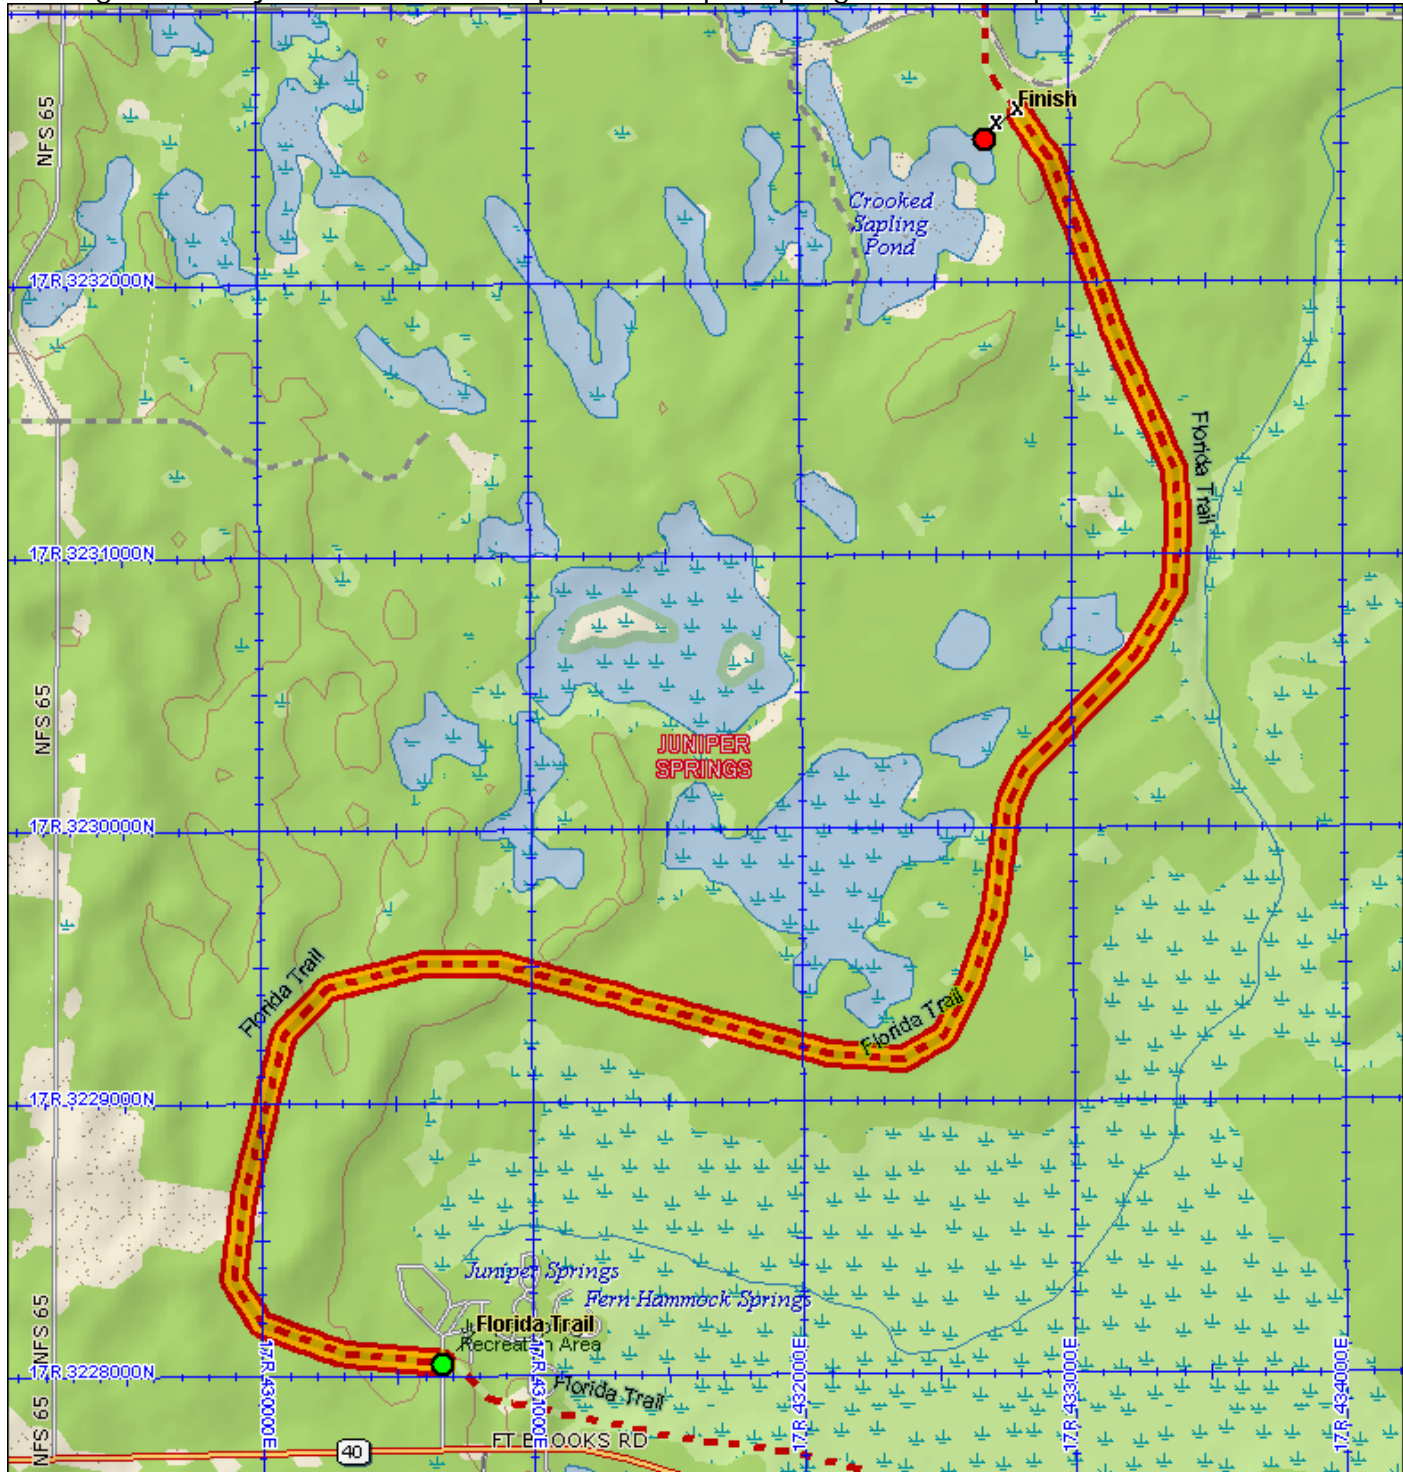 Finish
NFS 65
Crooked
Sapling
Pond
17R 3232000N
Florida Trail
17R 3231000N
NFS 65
JUNIPER
SPRINGS
17R 3230000N
Florida Trail
Florida Trail
17R 3229000N
Juniper Springs
Fern Hammock Springs
Florida Trail
Recreation Area
NFS 65
17R 3228000N
17R 430000E
17R 431000E
17R 432000E
17R 433000E
17R 434000E
Florida Trail
NFS 65
40
FT BROOKS RD